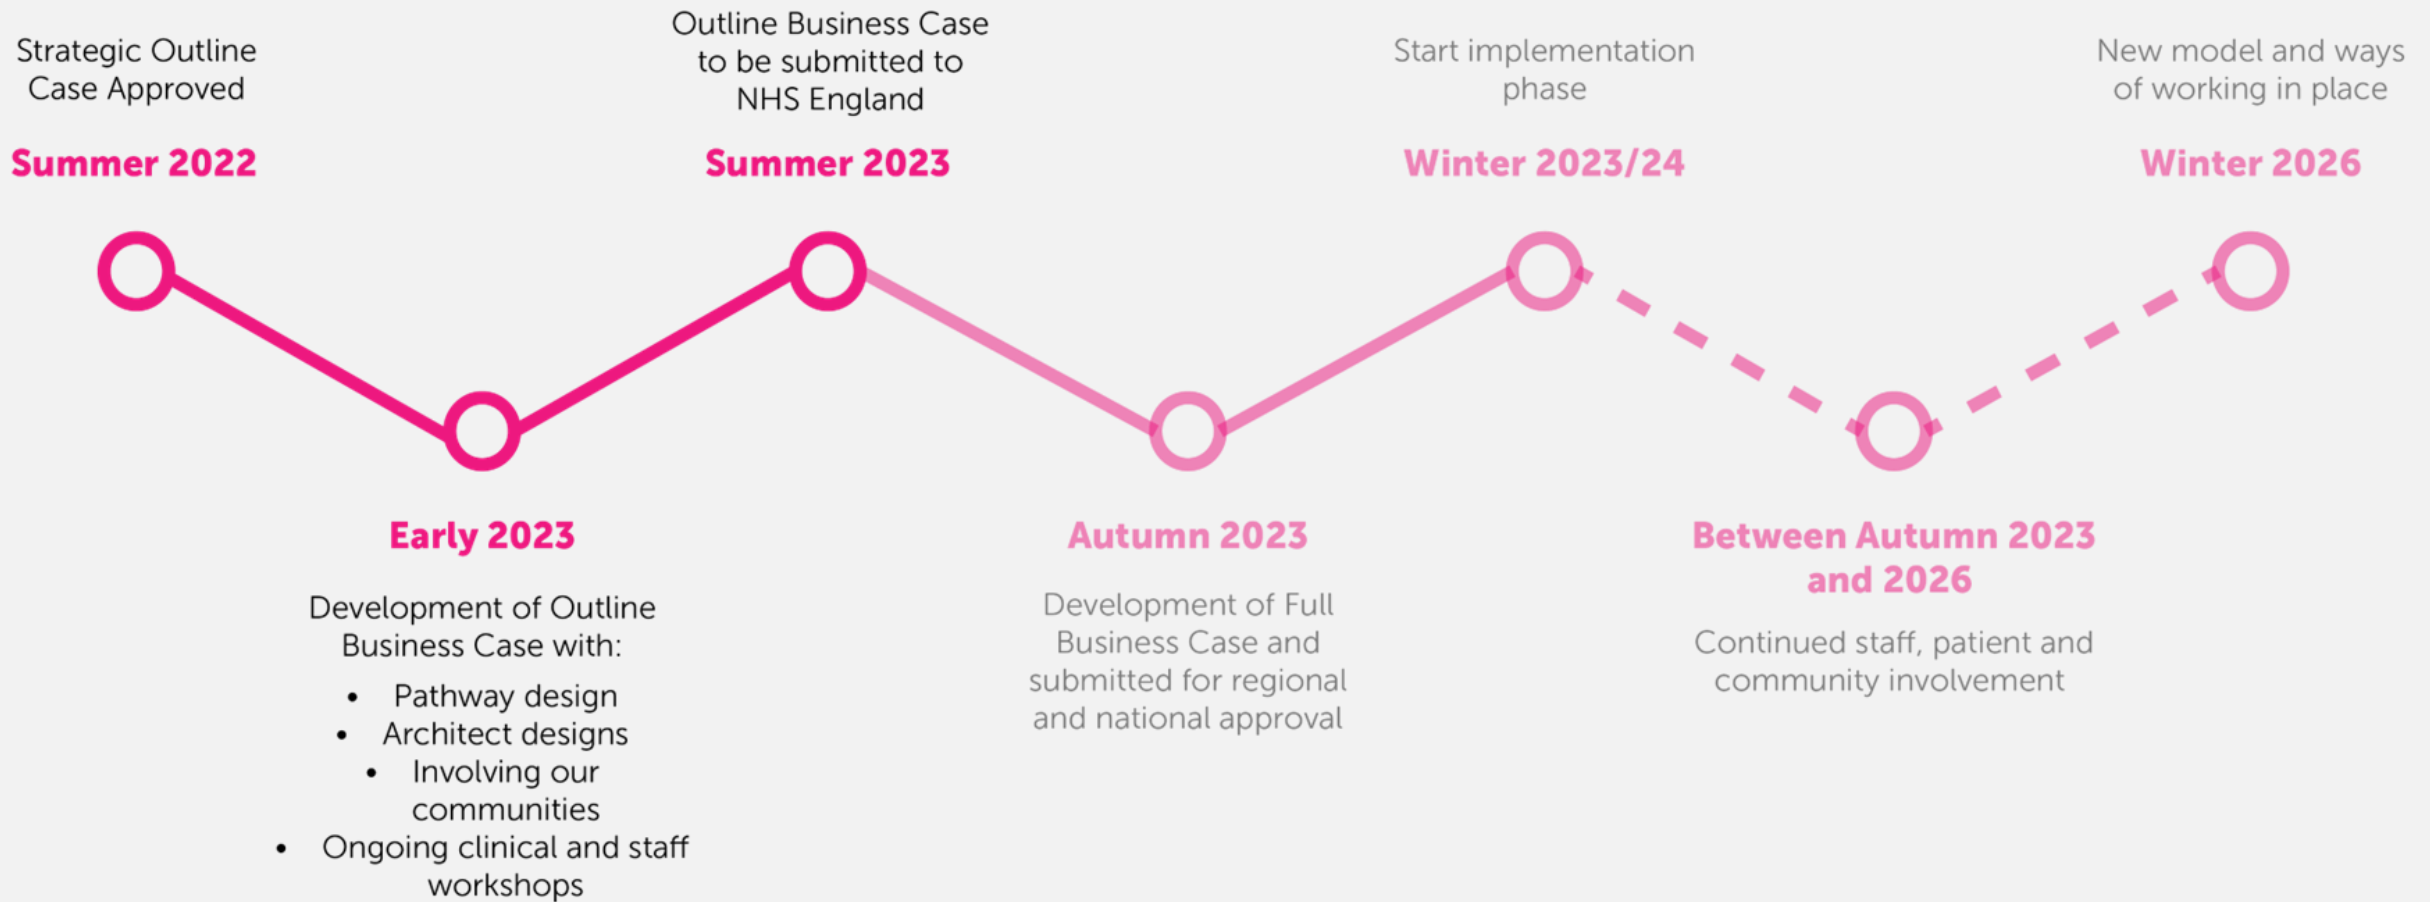 Strategic Outline
Case Approved
Summer 2022
Early 2023
Development of Outline
Business Case with:
• Pathway design
• Architect designs
• Involving our
communities
• Ongoing clinical and staff
workshops
Outline Business Case
to be submitted to
NHS England
Summer 2023
Autumn 2023
Development of Full
Business Case and
submitted for regional
and national approval
Start implementation
phase
Winter 2023/24
Between Autumn 2023
and 2026
Continued staff, patient and
community involvement
New model and ways
of working in place
Winter 2026